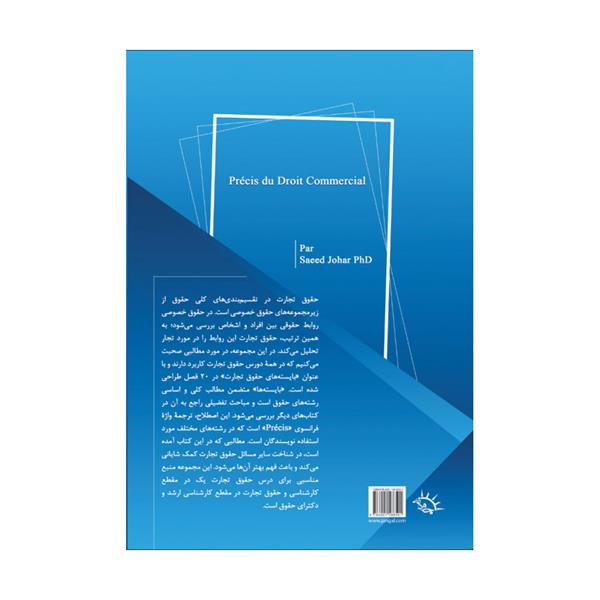 Précis du Droit Commercial
Par
Saeed Johar PhD
حقوق تجارت در تقسیم‌بندی‌های کلی حقوق از
زیرمجموعه‌های حقوق خصوصی است. در حقوق خصوصی
روابط حقوقی بین افراد و اشخاص بررسی می‌شود؛ به
همین ترتیب، حقوق تجارت این روابط را در مورد تجار
تحلیل می‌کند. در این مجموعه، در مورد مطالبی صحبت
می‌کنیم که در همهٔ دورس حقوق تجارت کاربرد دارند و با
عنوان «بایسته‌های حقوق تجارت» در ۲۰ فصل طراحی
شده است. «بایسته‌ها» متضمن مطالب کلی و اساسی
رشته‌های حقوق است و مباحث تفضیلی راجع به آن در
کتاب‌های دیگر بررسی می‌شود. این اصطلاح، ترجمهٔ واژهٔ
فرانسوی «Précis» است که در رشته‌های مختلف مورد
استفاده نویسندگان است. مطالبی که در این کتاب آمده
است، در شناخت سایر مسائل حقوق تجارت کمک شایانی
می‌کند و باعث فهم بهتر آن‌ها می‌شود. این مجموعه منبع
مناسبی برای درس حقوق تجارت یک در مقطع
کارشناسی و حقوق تجارت در مقطع کارشناسی ارشد و
دکترای حقوق است.
www.jangal.com